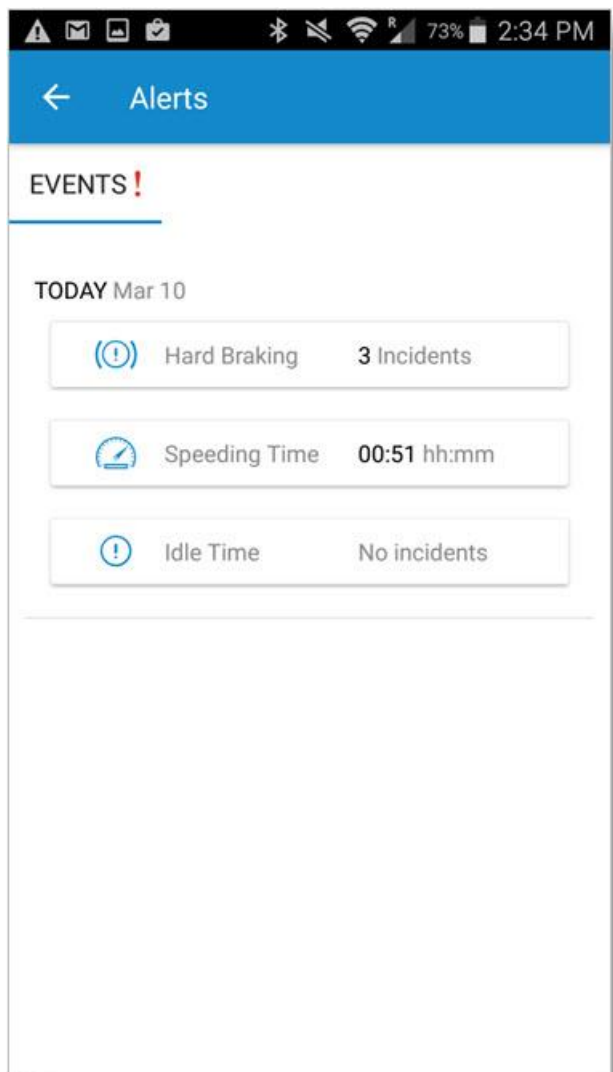 R 73% 2:34 PM
Alerts
EVENTS!
TODAY Mar 10
Hard Braking 3 Incidents
Speeding Time 00:51 hh:mm
Idle Time No incidents